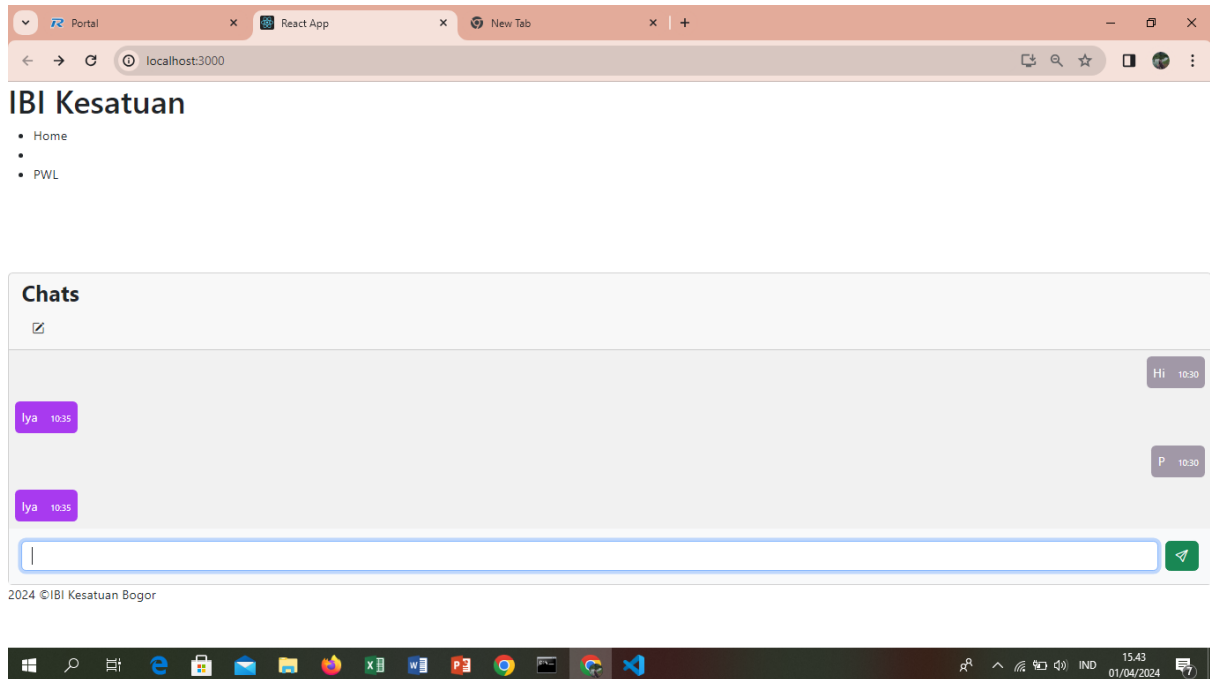 Portal
React App
New Tab
localhost:3000
IBI Kesatuan
Home
PWL
Chats
Hi 10:30
Iya 10:35
P 10:30
Iya 10:35
2024 ©IBI Kesatuan Bogor
IND
15.43
01/04/2024
7